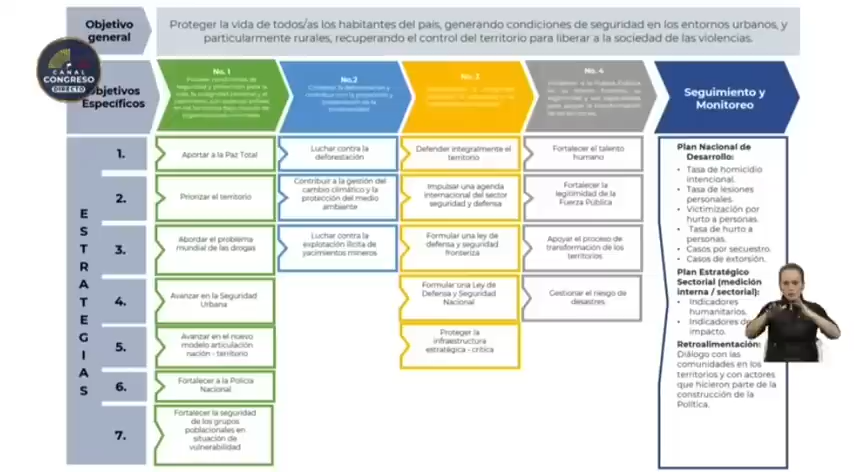 Objetivo
general
Proteger la vida de todos/as los habitantes del país, generando condiciones de seguridad en los entornos urbanos, y
particularmente rurales, recuperando el control del territorio para liberar a la sociedad de las violencias.
CANAL
CONGRESO
DIRECTO
Objetivos
Específicos
No. 1
No.2
No. 3
No. 4
Seguimiento y
Monitoreo
ESTRATEGIAS
1.
Aportar a la Paz Total
Luchar contra la
deforestación
Defender integralmente el
territorio
Fortalecer el talento
humano
2.
Priorizar el territorio
Contribuir a la gestión del
cambio climático y la
protección del medio
ambiente
Impulsar una agenda
internacional del sector
seguridad y defensa
Fortalecer la
legitimidad de la
Fuerza Pública
3.
Abordar el problema
mundial de las drogas
Luchar contra la
explotación ilícita de
yacimientos mineros
Formular una ley de
defensa y seguridad
fronteriza
Apoyar el proceso de
transformación de los
territorios
4.
Avanzar en la Seguridad
Urbana
Formular una Ley de
Defensa y Seguridad
Nacional
Gestionar el riesgo de
desastres
5.
Avanzar en el nuevo
modelo articulación
nación - territorio
Proteger la
infraestructura
estratégica - crítica
6.
Fortalecer a la Policía
Nacional
7.
Fortalecer la seguridad
de los grupos
poblacionales en
situación de
vulnerabilidad
Plan Nacional de
Desarrollo:
• Tasa de homicidio
intencional.
• Tasa de lesiones
personales.
• Victimización por
hurto a personas.
• Tasa de hurto a
personas.
• Casos por secuestro.
• Casos de extorsión.
Plan Estratégico
Sectorial (medición
interna / sectorial):
• Indicadores
humanitarios.
• Indicadores de
impacto.
Retroalimentación:
Diálogo con las
comunidades en los
territorios y con actores
que hicieron parte de la
construcción de la
Política.